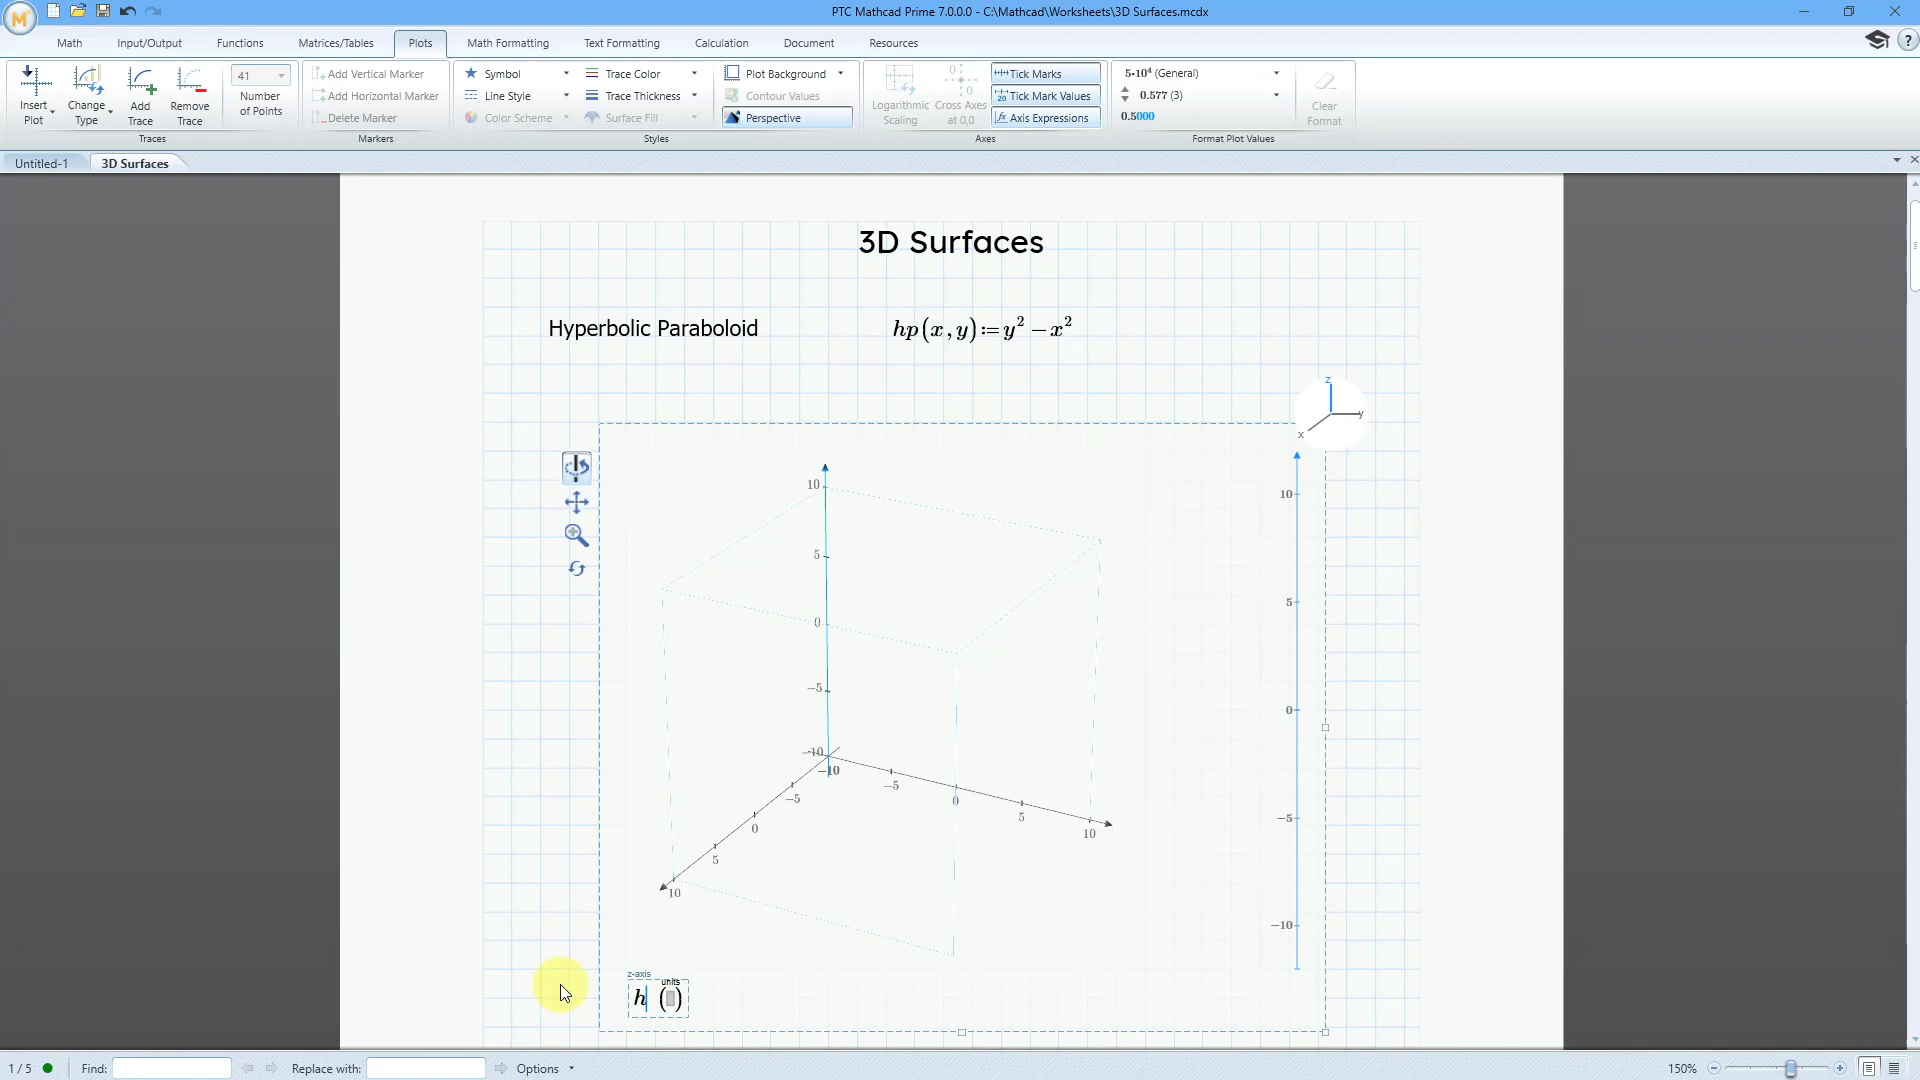 PTC Mathcad Prime 7.0.0.0 - C:\Mathcad\Worksheets\3D Surfaces.mcdx
Math Input/Output Functions Matrices/Tables Plots Math Formatting Text Formatting Calculation Document Resources
Insert Plot
Change Type
Add Trace
Remove Trace
Traces
41
Number of Points
Add Vertical Marker
Add Horizontal Marker
Delete Marker
Markers
Symbol
Line Style
Color Scheme
Trace Color
Trace Thickness
Surface Fill
Plot Background
Contour Values
Perspective
Styles
Logarithmic Scaling
Cross Axes at 0,0
Tick Marks
Tick Mark Values
Axis Expressions
Axes
5·10⁴ (General)
0.577 (3)
0.5000
Format Plot Values
Clear Format
Untitled-1
3D Surfaces
3D Surfaces
Hyperbolic Paraboloid
hp(x,y):=y²−x²
z
y
x
10
5
0
−5
−10
−10
−5
0
5
10
−5
0
5
10
10
5
0
−5
−10
z-axis
units
h ()
1 / 5
Find:
Replace with:
Options
150%